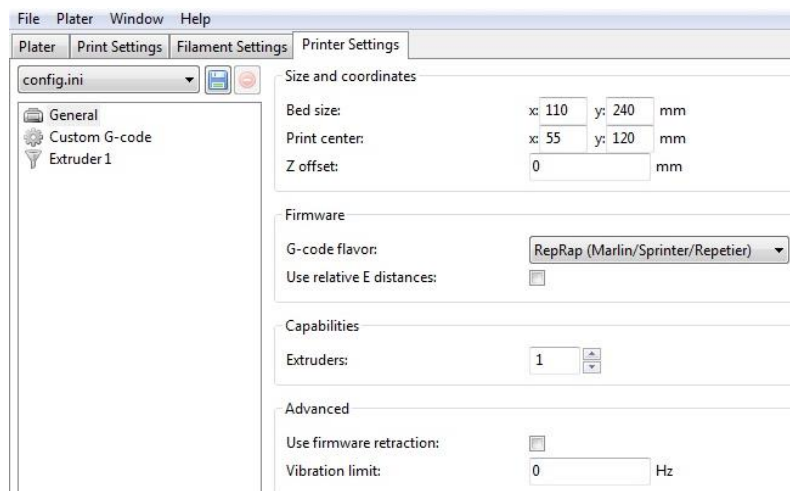 File Plater Window Help
Plater Print Settings Filament Settings Printer Settings
config.ini
General
Custom G-code
Extruder 1
Size and coordinates
Bed size: x: 110 y: 240 mm
Print center: x: 55 y: 120 mm
Z offset: 0 mm
Firmware
G-code flavor: RepRap (Marlin/Sprinter/Repetier)
Use relative E distances:
Capabilities
Extruders: 1
Advanced
Use firmware retraction:
Vibration limit: 0 Hz